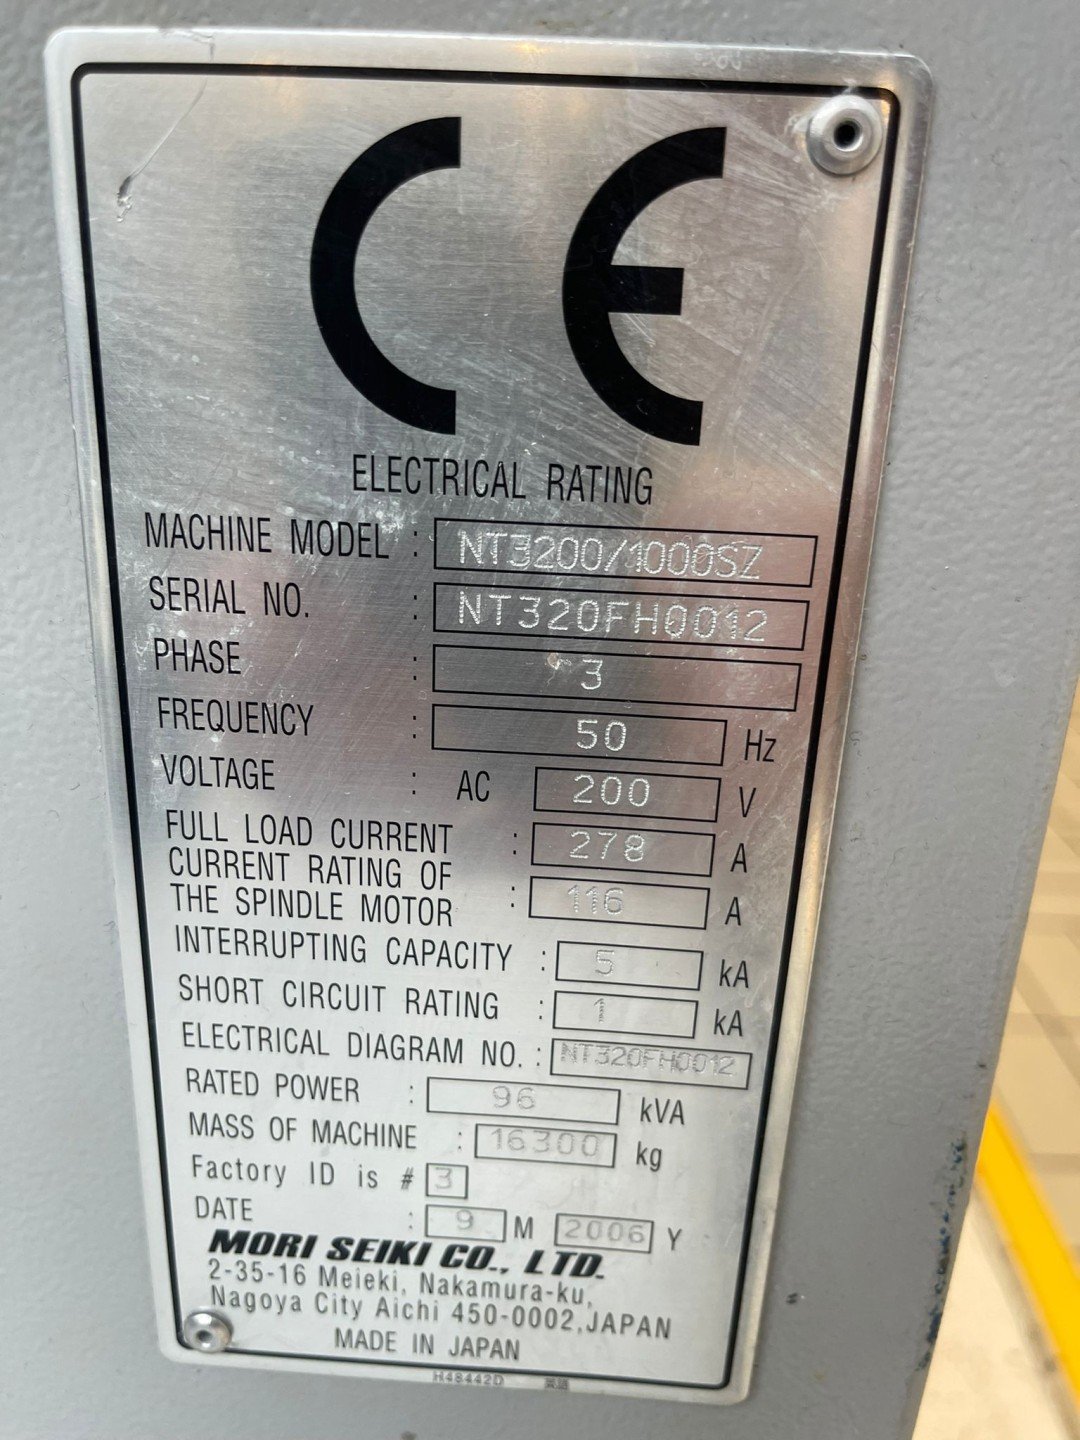 CE
ELECTRICAL RATING
MACHINE MODEL : NT3200/1000SZ
SERIAL NO. : NT320FH0012
PHASE : 3
FREQUENCY : 50 Hz
VOLTAGE : AC 200 V
FULL LOAD CURRENT : 278 A
CURRENT RATING OF
THE SPINDLE MOTOR : 116 A
INTERRUPTING CAPACITY : 5 kA
SHORT CIRCUIT RATING : 1 kA
ELECTRICAL DIAGRAM NO. : NT320FH0012
RATED POWER : 96 kVA
MASS OF MACHINE : 16300 kg
Factory ID is # 3
DATE : 9 M 2006 Y
MORI SEIKI CO., LTD.
2-35-16 Meieki, Nakamura-ku,
Nagoya City Aichi 450-0002,JAPAN
MADE IN JAPAN
H48442D